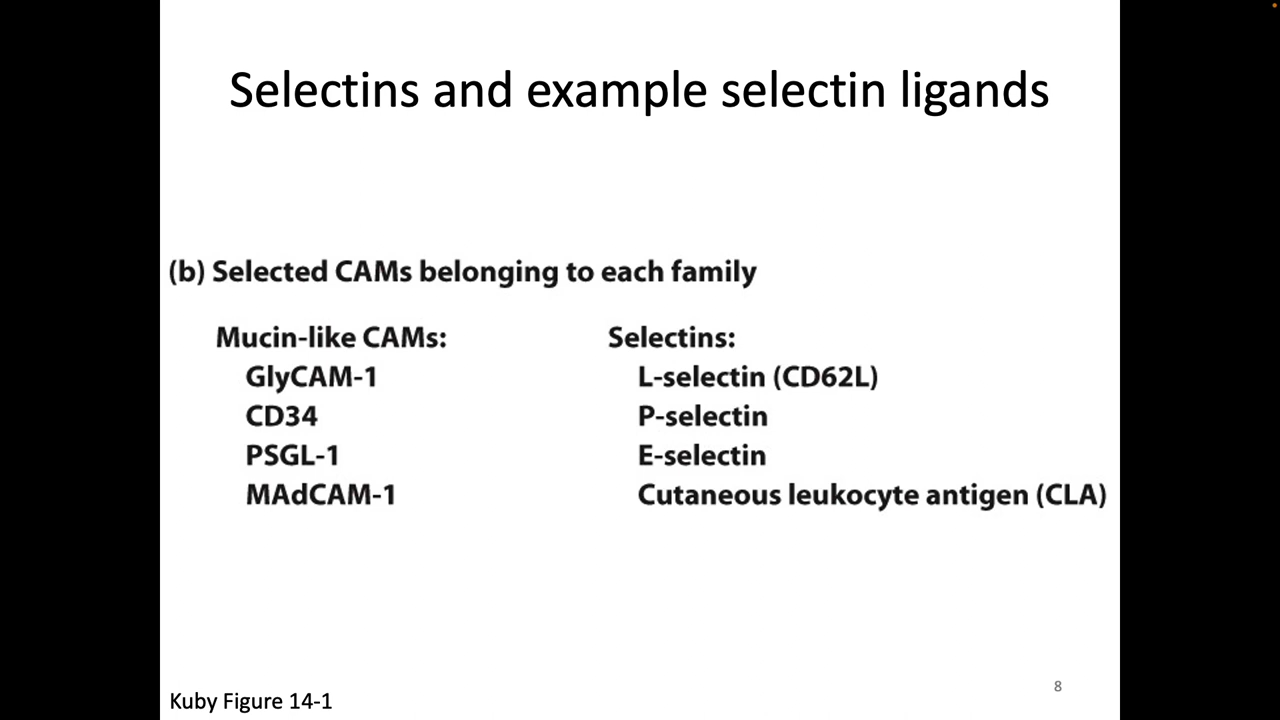 Selectins and example selectin ligands
(b) Selected CAMs belonging to each family
Mucin-like CAMs:
GlyCAM-1
CD34
PSGL-1
MAdCAM-1
Selectins:
L-selectin (CD62L)
P-selectin
E-selectin
Cutaneous leukocyte antigen (CLA)
Kuby Figure 14-1
8